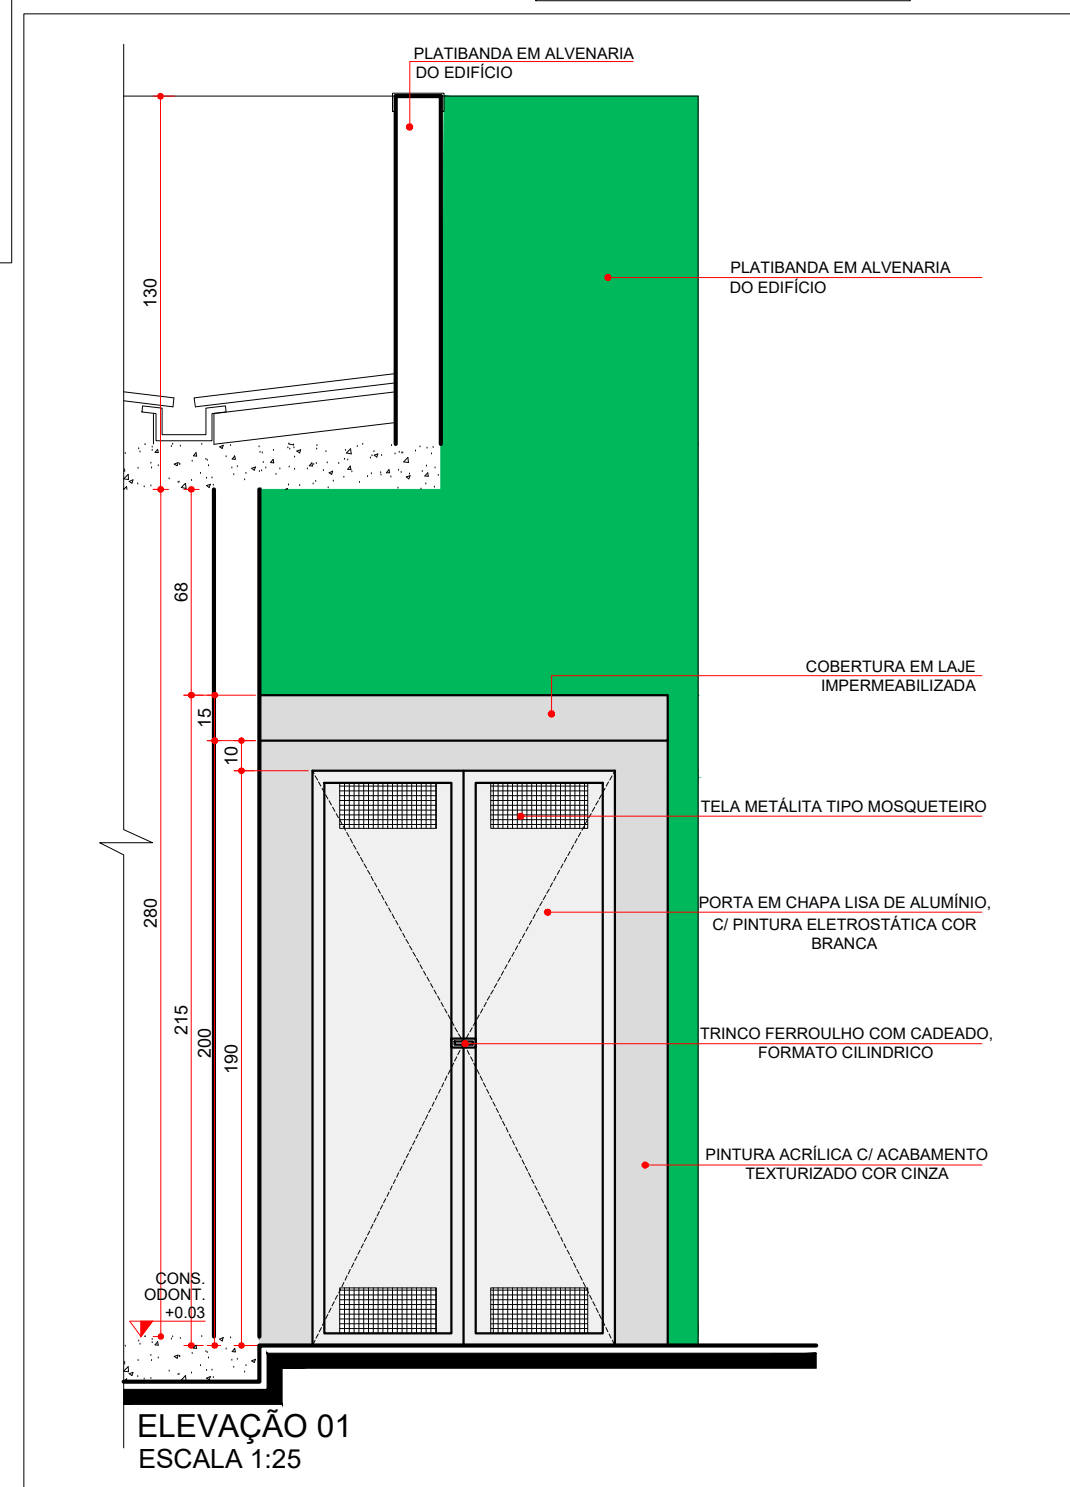 PLATIBANDA EM ALVENARIA
DO EDIFÍCIO
PLATIBANDA EM ALVENARIA
DO EDIFÍCIO
130
68
COBERTURA EM LAJE
IMPERMEABILIZADA
15
10
TELA METÁLITA TIPO MOSQUETEIRO
PORTA EM CHAPA LISA DE ALUMÍNIO,
C/ PINTURA ELETROSTÁTICA COR
BRANCA
280
215
200
190
TRINCO FERROULHO COM CADEADO,
FORMATO CILINDRICO
PINTURA ACRÍLICA C/ ACABAMENTO
TEXTURIZADO COR CINZA
CONS.
ODONT.
+0.03
ELEVAÇÃO 01
ESCALA 1:25